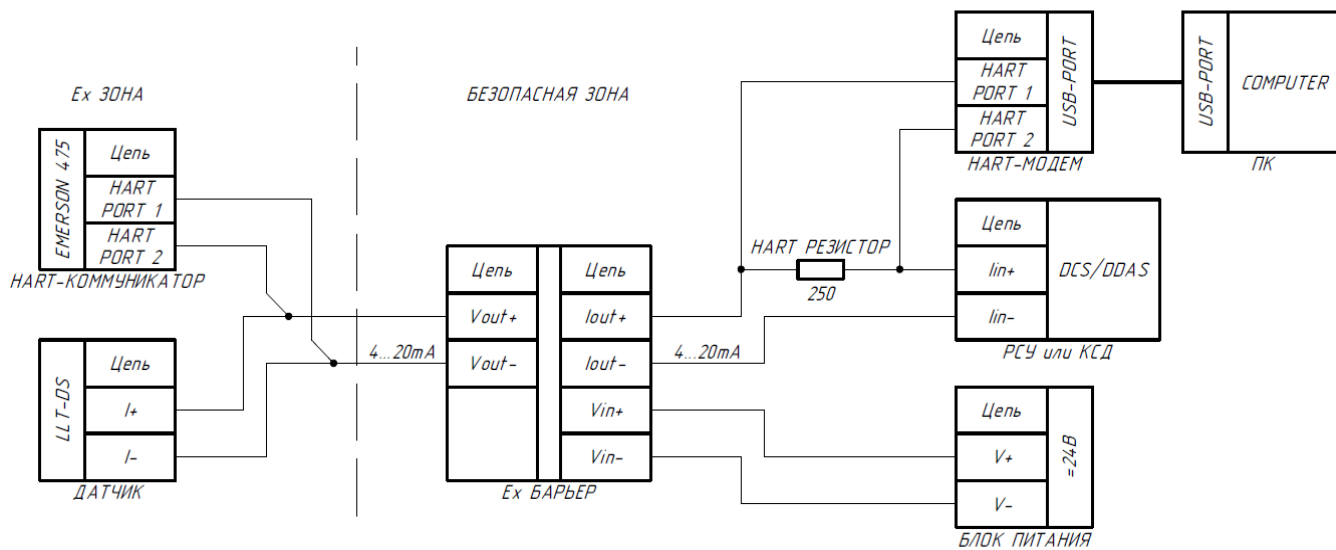 Ex ЗОНА
БЕЗОПАСНАЯ ЗОНА
EMERSON 475
Цепь
HART
PORT 1
HART
PORT 2
HART-КОММУНИКАТОР
LLT-DS
Цепь
I+
I-
ДАТЧИК
4...20mA
Цепь
Vout+
Vout-
Цепь
Iout+
Iout-
Vin+
Vin-
Ex БАРЬЕР
4...20mA
HART РЕЗИСТОР
250
Цепь
HART
PORT 1
HART
PORT 2
USB-PORT
HART-МОДЕМ
USB-PORT
COMPUTER
ПК
Цепь
Iin+
Iin-
DCS/DDAS
РСУ или КСД
Цепь
V+
V-
=24В
БЛОК ПИТАНИЯ